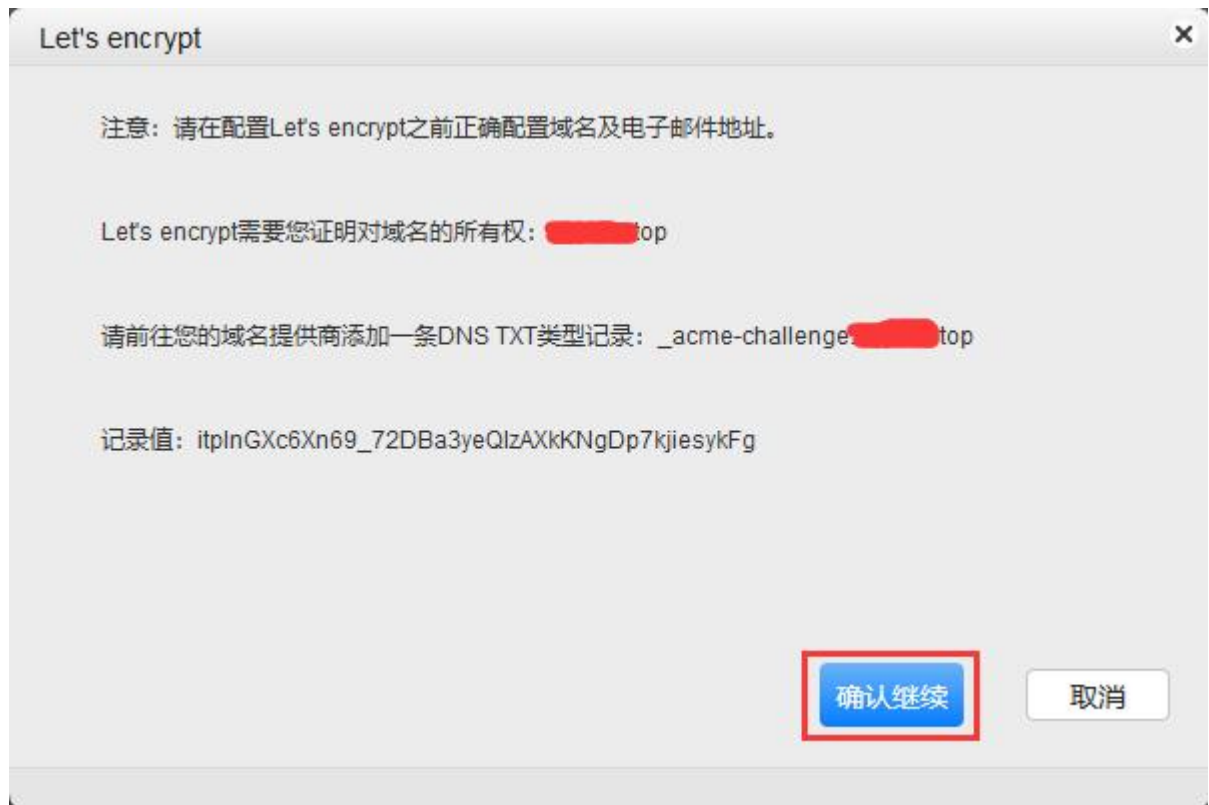 Let's encrypt
注意：请在配置Let's encrypt之前正确配置域名及电子邮件地址。
Let's encrypt需要您证明对域名的所有权：top
请前往您的域名提供商添加一条DNS TXT类型记录：_acme-challenge.top
记录值：itpInGXc6Xn69_72DBa3yeQIzAXkKNgDp7kjiesykFg
确认继续 取消